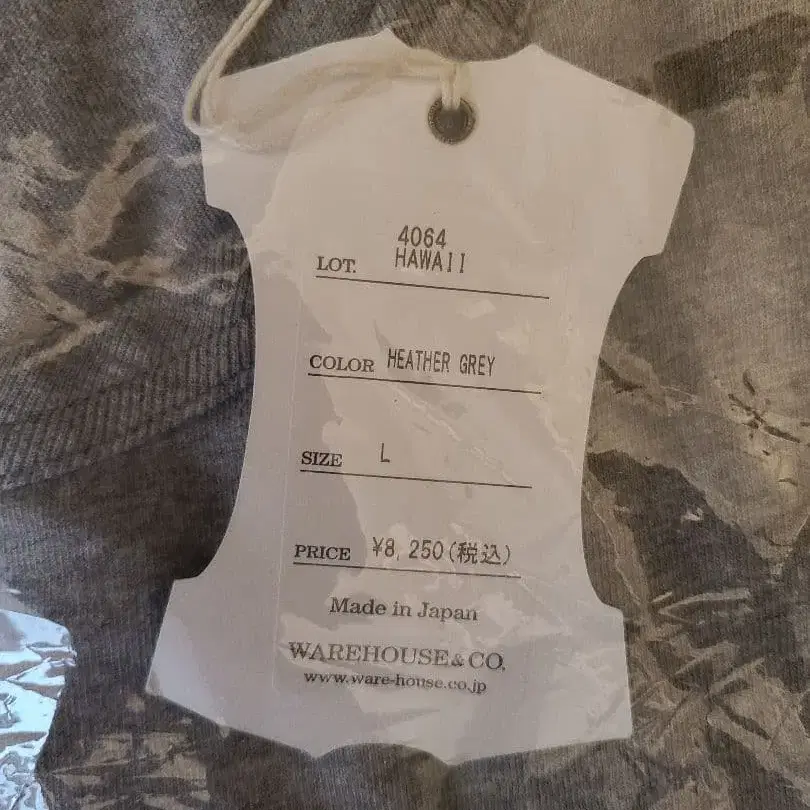 LOT. 4064
HAWAII
COLOR HEATHER GREY
SIZE L
PRICE ¥8,250(税込)
Made in Japan
WAREHOUSE & CO.
www.ware-house.co.jp